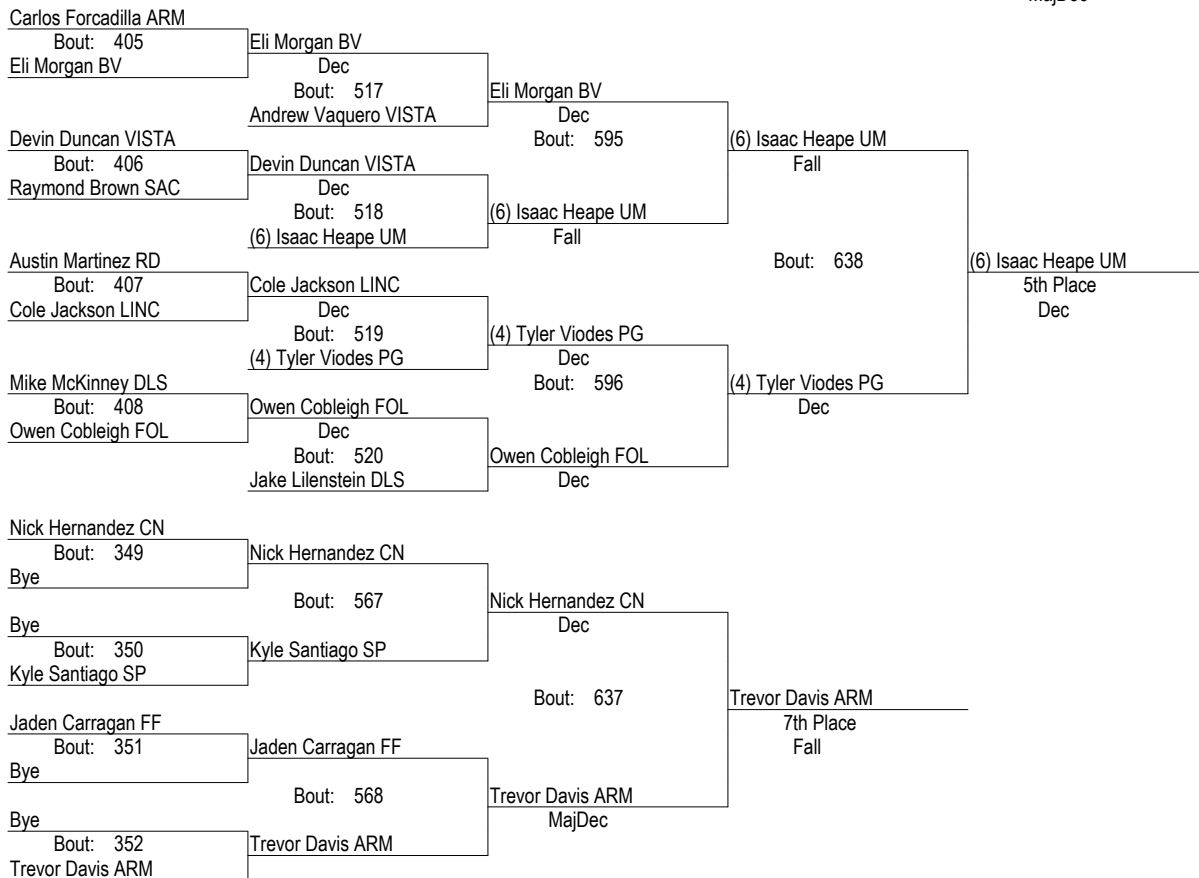 MajDec
Carlos Forcadilla ARM
Bout: 405
Eli Morgan BV
Eli Morgan BV
Dec
Bout: 517
Andrew Vaquero VISTA
Eli Morgan BV
Dec
Bout: 595
Devin Duncan VISTA
Bout: 406
Raymond Brown SAC
Devin Duncan VISTA
Dec
Bout: 518
(6) Isaac Heape UM
(6) Isaac Heape UM
Fall
(6) Isaac Heape UM
Fall
Austin Martinez RD
Bout: 407
Cole Jackson LINC
Cole Jackson LINC
Dec
Bout: 519
(4) Tyler Viodes PG
(4) Tyler Viodes PG
Dec
Bout: 596
Mike McKinney DLS
Bout: 408
Owen Cobleigh FOL
Owen Cobleigh FOL
Dec
Bout: 520
Jake Lilenstein DLS
Owen Cobleigh FOL
Dec
(4) Tyler Viodes PG
Dec
Bout: 638
(6) Isaac Heape UM
5th Place
Dec
Nick Hernandez CN
Bout: 349
Bye
Nick Hernandez CN
Bout: 567
Bye
Bout: 350
Kyle Santiago SP
Kyle Santiago SP
Nick Hernandez CN
Dec
Bout: 637
Jaden Carragan FF
Bout: 351
Bye
Jaden Carragan FF
Bout: 568
Bye
Bout: 352
Trevor Davis ARM
Trevor Davis ARM
Trevor Davis ARM
MajDec
Trevor Davis ARM
7th Place
Fall